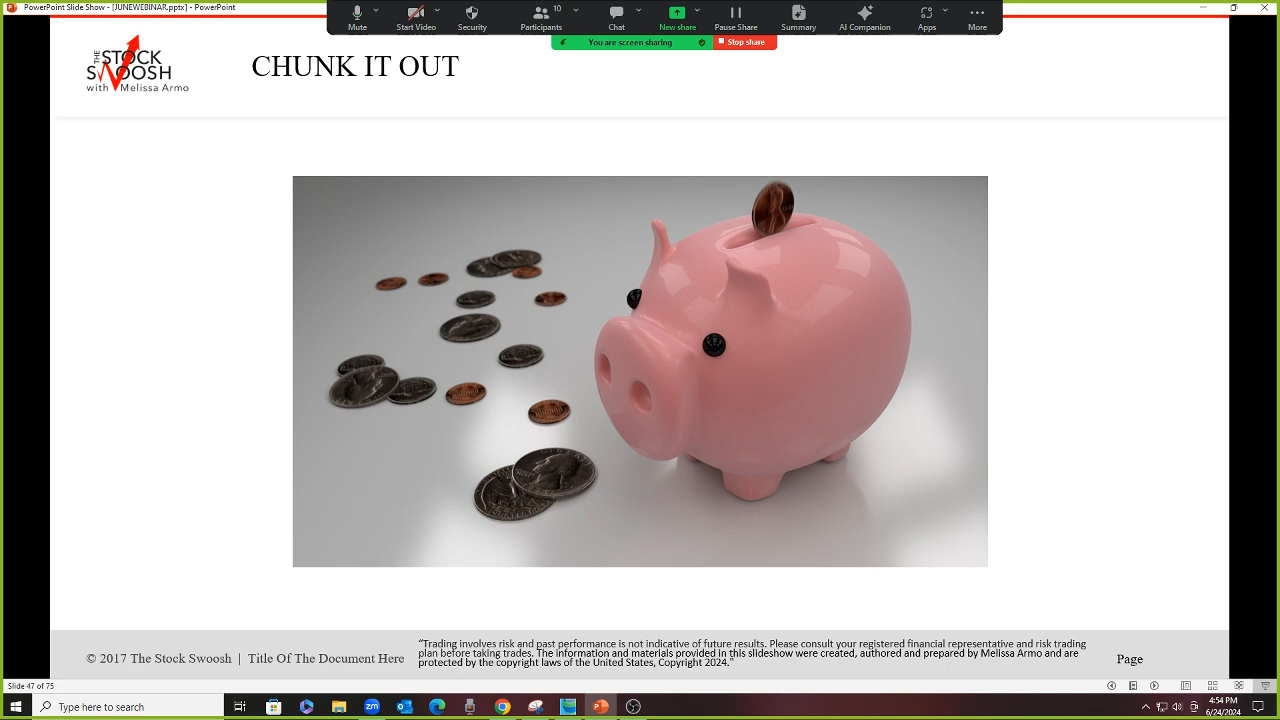 PowerPoint Slide Show - [JUNEWEBINAR.pptx] - PowerPoint
10
Mute Start Video Security Participants Chat New share Pause Share Summary AI Companion Apps More
You are screen sharing Stop share
THE STOCK
SWOOSH
with Melissa Armo
CHUNK IT OUT
© 2017 The Stock Swoosh | Title Of The Document Here
"Trading involves risk and past performance is not indicative of future results. Please consult your registered financial representative and risk trading
plan before taking trades. The information and materials provided in this slideshow were created, authored and prepared by Melissa Armo and are
protected by the copyright laws of the United States, Copyright 2024."
Page
Slide 47 of 75
Type here to search
4:54 PM
6/24/2024